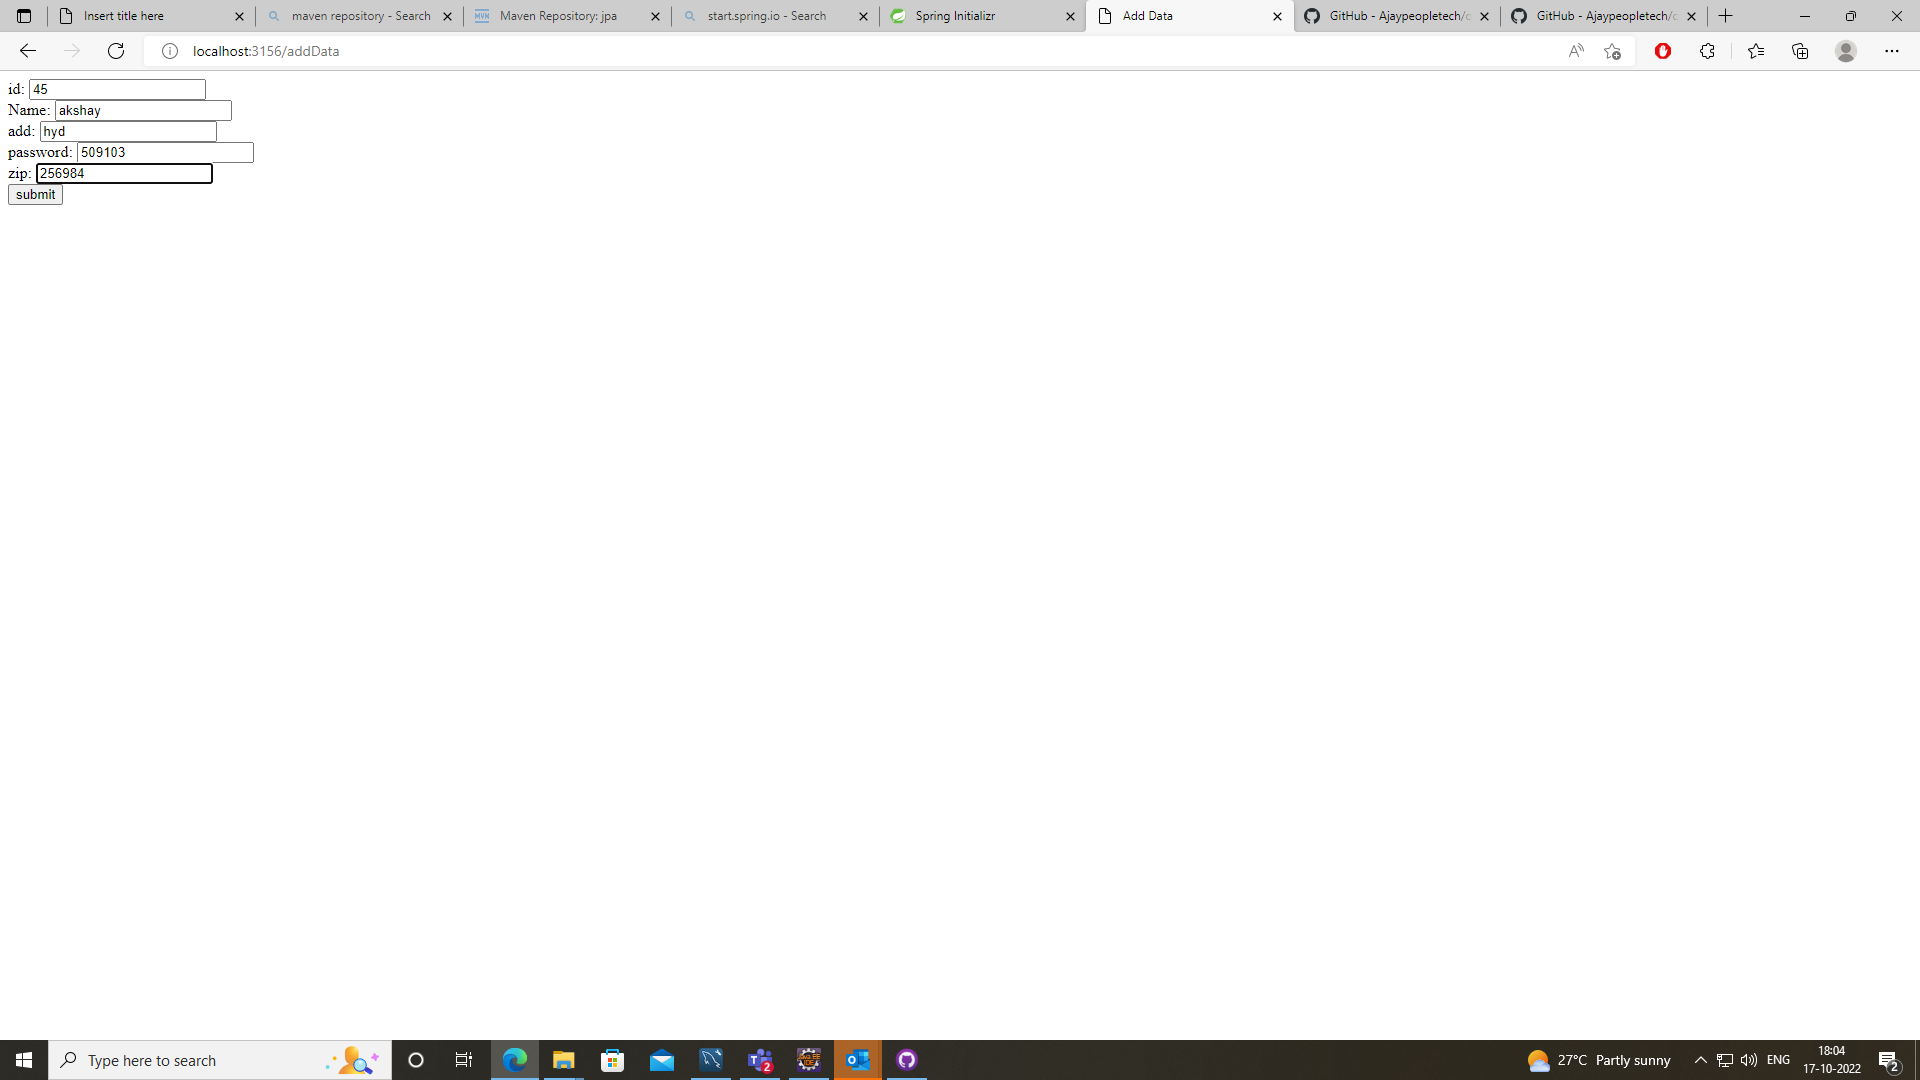 Insert title here
maven repository - Search
Maven Repository: jpa
start.spring.io - Search
Spring Initializr
Add Data
GitHub - Ajaypeopletech/
GitHub - Ajaypeopletech/
localhost:3156/addData
id: 45
Name: akshay
add: hyd
password: 509103
zip: 256984
submit
Type here to search
27°C Partly sunny
ENG
18:04
17-10-2022
2
2